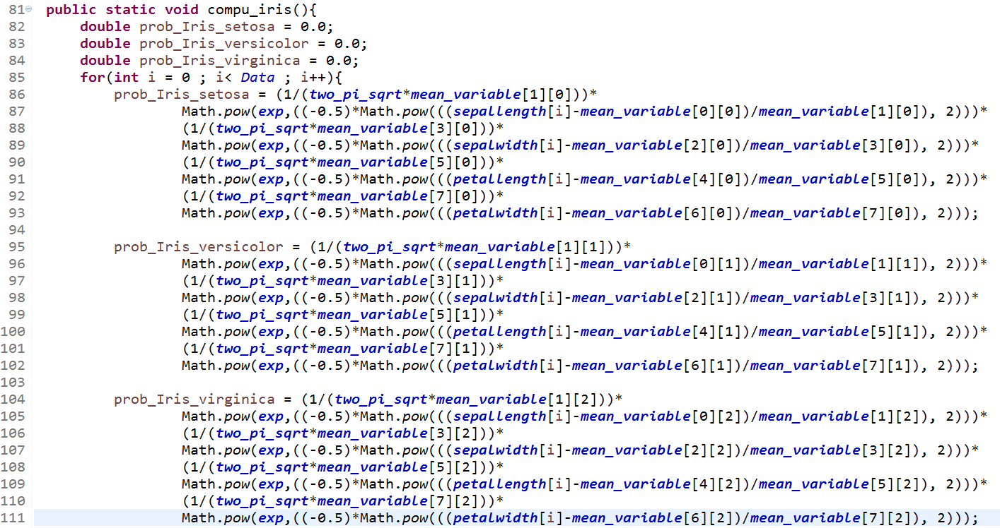 81 public static void compu_iris(){
82 double prob_Iris_setosa = 0.0;
83 double prob_Iris_versicolor = 0.0;
84 double prob_Iris_virginica = 0.0;
85 for(int i = 0 ; i< Data ; i++){
86 prob_Iris_setosa = (1/(two_pi_sqrt*mean_variable[1][0]))*
87 Math.pow(exp,((-0.5)*Math.pow(((sepallength[i]-mean_variable[0][0])/mean_variable[1][0]), 2)))*
88 (1/(two_pi_sqrt*mean_variable[3][0]))*
89 Math.pow(exp,((-0.5)*Math.pow(((sepalwidth[i]-mean_variable[2][0])/mean_variable[3][0]), 2)))*
90 (1/(two_pi_sqrt*mean_variable[5][0]))*
91 Math.pow(exp,((-0.5)*Math.pow(((petallength[i]-mean_variable[4][0])/mean_variable[5][0]), 2)))*
92 (1/(two_pi_sqrt*mean_variable[7][0]))*
93 Math.pow(exp,((-0.5)*Math.pow(((petalwidth[i]-mean_variable[6][0])/mean_variable[7][0]), 2)));
94
95 prob_Iris_versicolor = (1/(two_pi_sqrt*mean_variable[1][1]))*
96 Math.pow(exp,((-0.5)*Math.pow(((sepallength[i]-mean_variable[0][1])/mean_variable[1][1]), 2)))*
97 (1/(two_pi_sqrt*mean_variable[3][1]))*
98 Math.pow(exp,((-0.5)*Math.pow(((sepalwidth[i]-mean_variable[2][1])/mean_variable[3][1]), 2)))*
99 (1/(two_pi_sqrt*mean_variable[5][1]))*
100 Math.pow(exp,((-0.5)*Math.pow(((petallength[i]-mean_variable[4][1])/mean_variable[5][1]), 2)))*
101 (1/(two_pi_sqrt*mean_variable[7][1]))*
102 Math.pow(exp,((-0.5)*Math.pow(((petalwidth[i]-mean_variable[6][1])/mean_variable[7][1]), 2)));
103
104 prob_Iris_virginica = (1/(two_pi_sqrt*mean_variable[1][2]))*
105 Math.pow(exp,((-0.5)*Math.pow(((sepallength[i]-mean_variable[0][2])/mean_variable[1][2]), 2)))*
106 (1/(two_pi_sqrt*mean_variable[3][2]))*
107 Math.pow(exp,((-0.5)*Math.pow(((sepalwidth[i]-mean_variable[2][2])/mean_variable[3][2]), 2)))*
108 (1/(two_pi_sqrt*mean_variable[5][2]))*
109 Math.pow(exp,((-0.5)*Math.pow(((petallength[i]-mean_variable[4][2])/mean_variable[5][2]), 2)))*
110 (1/(two_pi_sqrt*mean_variable[7][2]))*
111 Math.pow(exp,((-0.5)*Math.pow(((petalwidth[i]-mean_variable[6][2])/mean_variable[7][2]), 2)));